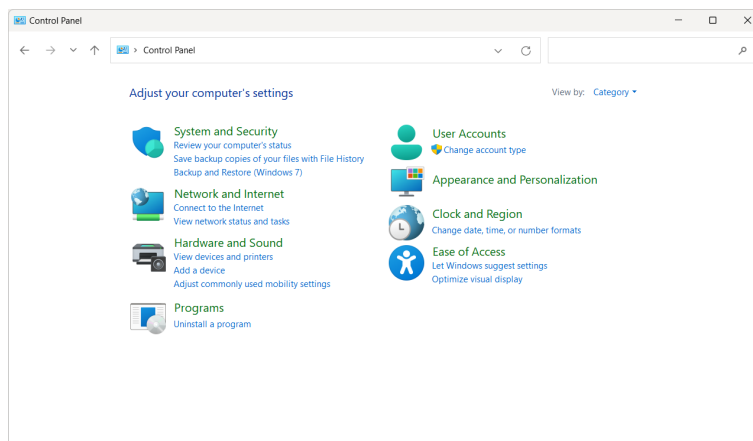 Control Panel
Control Panel
Adjust your computer's settings
View by: Category
System and Security
Review your computer's status
Save backup copies of your files with File History
Backup and Restore (Windows 7)
Network and Internet
Connect to the Internet
View network status and tasks
Hardware and Sound
View devices and printers
Add a device
Adjust commonly used mobility settings
Programs
Uninstall a program
User Accounts
Change account type
Appearance and Personalization
Clock and Region
Change date, time, or number formats
Ease of Access
Let Windows suggest settings
Optimize visual display